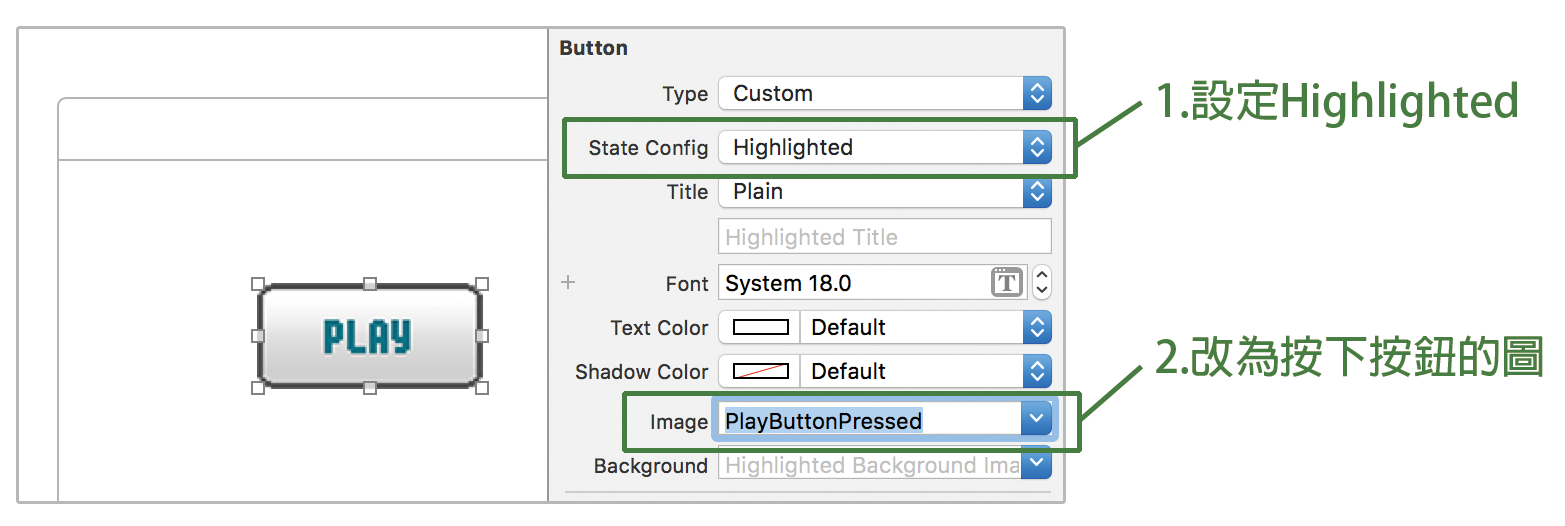 Button
Type Custom
1.設定Highlighted
State Config Highlighted
Title Plain
Highlighted Title
+ Font System 18.0 T
PLAY
Text Color Default
2.改為按下按鈕的圖
Shadow Color Default
Image PlayButtonPressed
Background Highlighted Background Ima